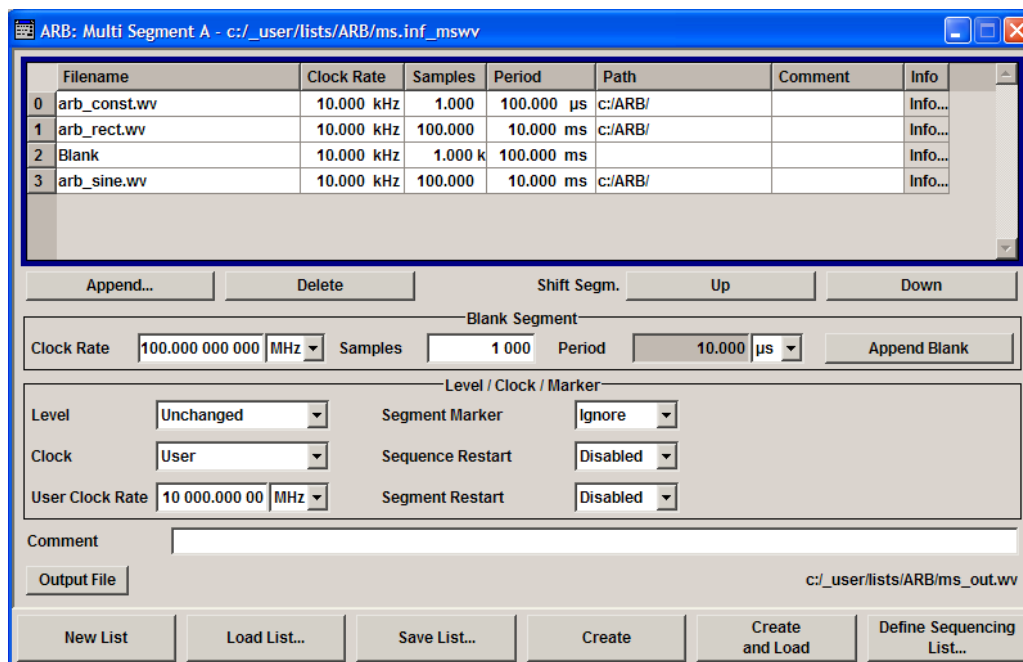 ARB: Multi Segment A - c:/_user/lists/ARB/ms.inf_mswv
Filename Clock Rate Samples Period Path Comment Info
0 arb_const.wv 10.000 kHz 1.000 100.000 µs c:/ARB/ Info...
1 arb_rect.wv 10.000 kHz 100.000 10.000 ms c:/ARB/ Info...
2 Blank 10.000 kHz 1.000 k 100.000 ms
3 arb_sine.wv 10.000 kHz 100.000 10.000 ms c:/ARB/ Info...
Append... Delete Shift Segm. Up Down
Blank Segment
Clock Rate 100.000 000 000 MHz Samples 1 000 Period 10.000 µs Append Blank
Level / Clock / Marker
Level Unchanged Segment Marker Ignore
Clock User Sequence Restart Disabled
User Clock Rate 10 000.000 00 MHz Segment Restart Disabled
Comment
Output File c:/_user/lists/ARB/ms_out.wv
New List Load List... Save List... Create Create and Load Define Sequencing List...